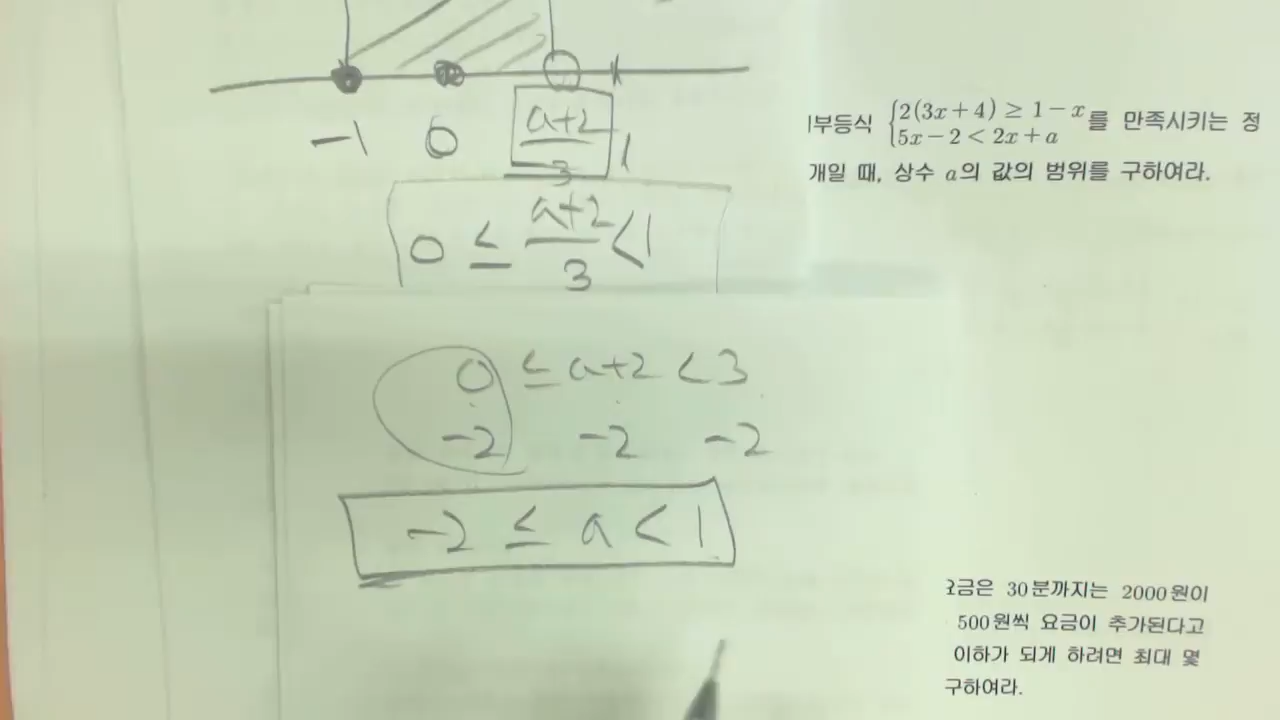 -1 0 a+2/3 1
0 ≤ a+2/3 < 1
0 ≤ a+2 < 3
-2 -2 -2
-2 ≤ a < 1
부등식 { 2(3x+4) ≥ 1-x
5x-2 < 2x+a 를 만족시키는 정
개일 때, 상수 a의 값의 범위를 구하여라.
요금은 30분까지는 2000원이
500원씩 요금이 추가된다고
이하가 되게 하려면 최대 몇
구하여라.